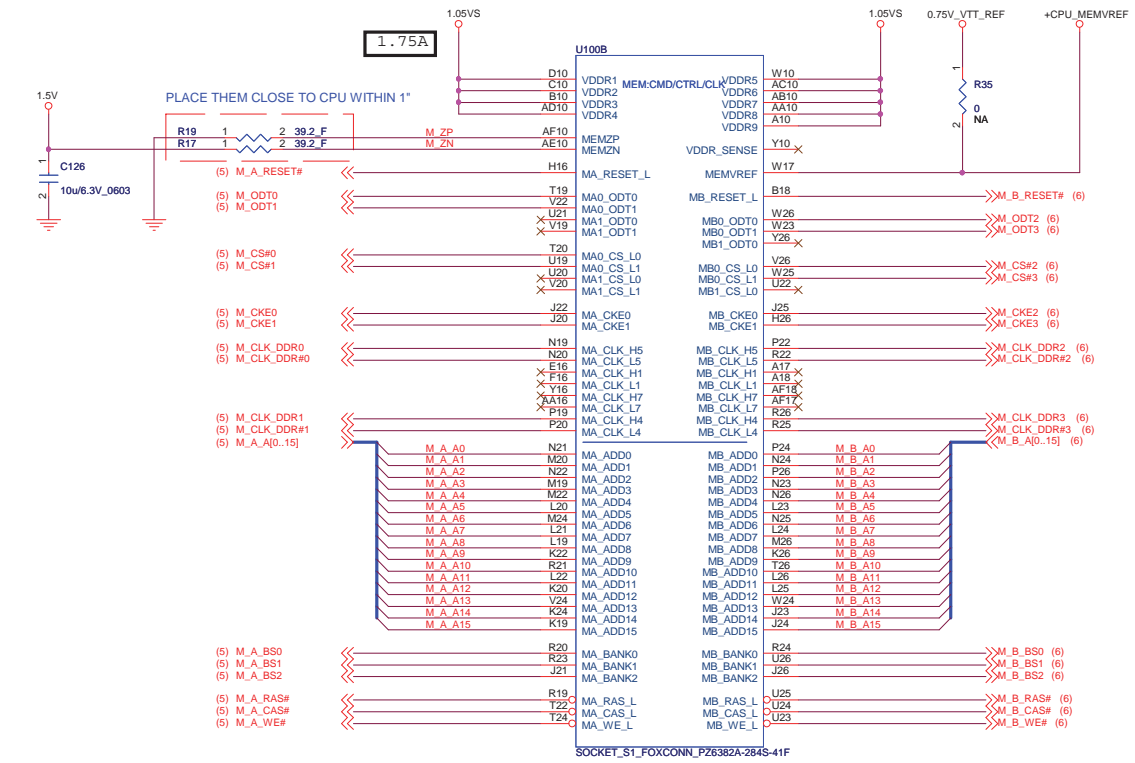 1.05VS 1.05VS 0.75V_VTT_REF +CPU_MEMVREF
1.75A
U100B
D10 VDDR1 MEM:CMD/CTRL/CLK VDDR5 W10
C10 VDDR2 VDDR6 AC10
B10 VDDR3 VDDR7 AB10
AD10 VDDR4 VDDR8 AA10
VDDR9 A10
1 R35
0
2 NA
1.5V
PLACE THEM CLOSE TO CPU WITHIN 1"
R19 1 2 39.2_F M_ZP AF10 MEMZP
R17 1 2 39.2_F M_ZN AE10 MEMZN VDDR_SENSE Y10
1 C126
2 10u/6.3V_0603
(5) M_A_RESET# H16 MA_RESET_L MEMVREF W17
(5) M_ODT0 T19 MA0_ODT0 MB_RESET_L B18 M_B_RESET# (6)
(5) M_ODT1 V22 MA0_ODT1
U21 MA1_ODT0 MB0_ODT0 W26 M_ODT2 (6)
V19 MA1_ODT1 MB0_ODT1 W23 M_ODT3 (6)
MB1_ODT0 Y26
(5) M_CS#0 T20 MA0_CS_L0
(5) M_CS#1 U19 MA0_CS_L1 MB0_CS_L0 V26 M_CS#2 (6)
U20 MA1_CS_L0 MB0_CS_L1 W25 M_CS#3 (6)
V20 MA1_CS_L1 MB1_CS_L0 U22
(5) M_CKE0 J22 MA_CKE0 MB_CKE0 J25 M_CKE2 (6)
(5) M_CKE1 J20 MA_CKE1 MB_CKE1 H26 M_CKE3 (6)
(5) M_CLK_DDR0 N19 MA_CLK_H5 MB_CLK_H5 P22 M_CLK_DDR2 (6)
(5) M_CLK_DDR#0 N20 MA_CLK_L5 MB_CLK_L5 R22 M_CLK_DDR#2 (6)
E16 MA_CLK_H1 MB_CLK_H1 A17
F16 MA_CLK_L1 MB_CLK_L1 A18
Y16 MA_CLK_H7 MB_CLK_H7 AF18
AA16 MA_CLK_L7 MB_CLK_L7 AF17
(5) M_CLK_DDR1 P19 MA_CLK_H4 MB_CLK_H4 R26 M_CLK_DDR3 (6)
(5) M_CLK_DDR#1 P20 MA_CLK_L4 MB_CLK_L4 R25 M_CLK_DDR#3 (6)
(5) M_A_A[0..15] M_B_A[0..15] (6)
M_A_A0 N21 MA_ADD0 MB_ADD0 P24 M_B_A0
M_A_A1 M20 MA_ADD1 MB_ADD1 N24 M_B_A1
M_A_A2 N22 MA_ADD2 MB_ADD2 P26 M_B_A2
M_A_A3 M19 MA_ADD3 MB_ADD3 N23 M_B_A3
M_A_A4 M22 MA_ADD4 MB_ADD4 N26 M_B_A4
M_A_A5 L20 MA_ADD5 MB_ADD5 L23 M_B_A5
M_A_A6 M24 MA_ADD6 MB_ADD6 N25 M_B_A6
M_A_A7 L21 MA_ADD7 MB_ADD7 L24 M_B_A7
M_A_A8 L19 MA_ADD8 MB_ADD8 M26 M_B_A8
M_A_A9 K22 MA_ADD9 MB_ADD9 K26 M_B_A9
M_A_A10 R21 MA_ADD10 MB_ADD10 T26 M_B_A10
M_A_A11 L22 MA_ADD11 MB_ADD11 L26 M_B_A11
M_A_A12 K20 MA_ADD12 MB_ADD12 L25 M_B_A12
M_A_A13 V24 MA_ADD13 MB_ADD13 W24 M_B_A13
M_A_A14 K24 MA_ADD14 MB_ADD14 J23 M_B_A14
M_A_A15 K19 MA_ADD15 MB_ADD15 J24 M_B_A15
(5) M_A_BS0 R20 MA_BANK0 MB_BANK0 R24 M_B_BS0 (6)
(5) M_A_BS1 R23 MA_BANK1 MB_BANK1 U26 M_B_BS1 (6)
(5) M_A_BS2 J21 MA_BANK2 MB_BANK2 J26 M_B_BS2 (6)
(5) M_A_RAS# R19 MA_RAS_L MB_RAS_L U25 M_B_RAS# (6)
(5) M_A_CAS# T22 MA_CAS_L MB_CAS_L U24 M_B_CAS# (6)
(5) M_A_WE# T24 MA_WE_L MB_WE_L U23 M_B_WE# (6)
SOCKET_S1_FOXCONN_PZ6382A-284S-41F